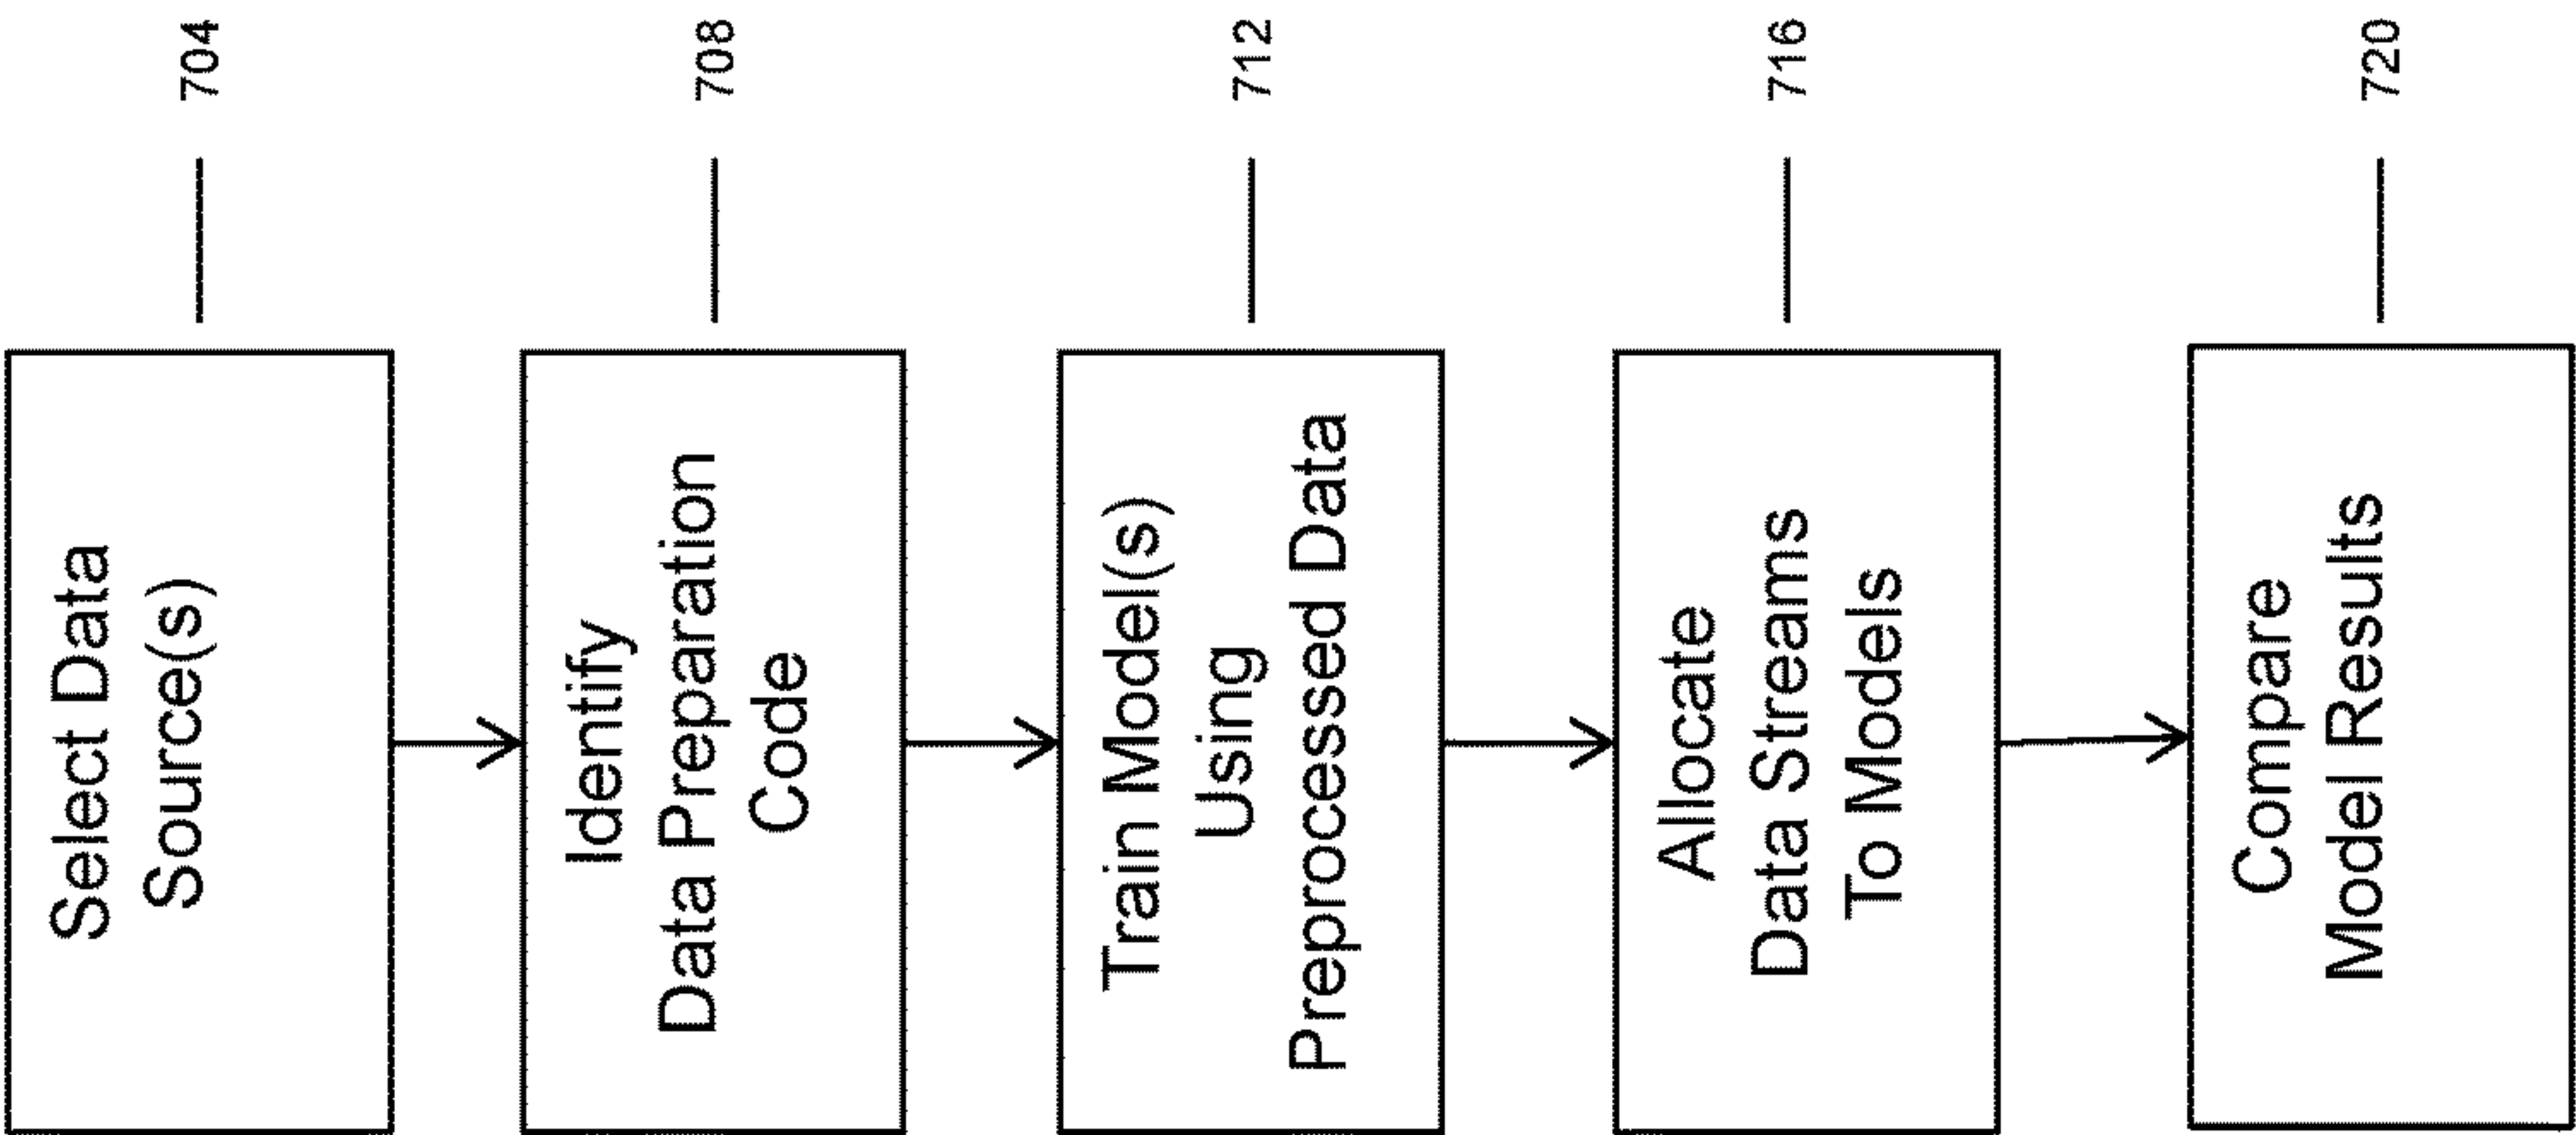 Select Data
Source(s)
704
Identify
Data Preparation
Code
708
Train Model(s)
Using
Preprocessed Data
712
Allocate
Data Streams
To Models
716
Compare
Model Results
720